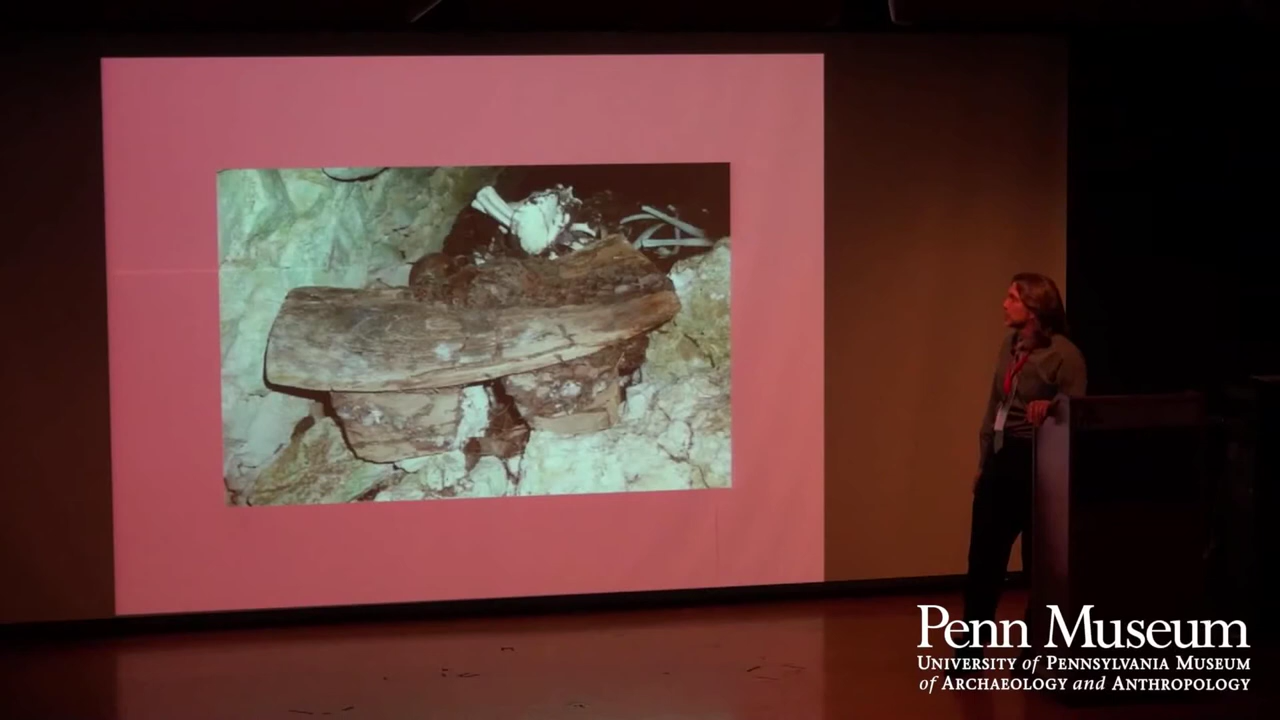 Penn Museum
UNIVERSITY of PENNSYLVANIA MUSEUM
of ARCHAEOLOGY and ANTHROPOLOGY